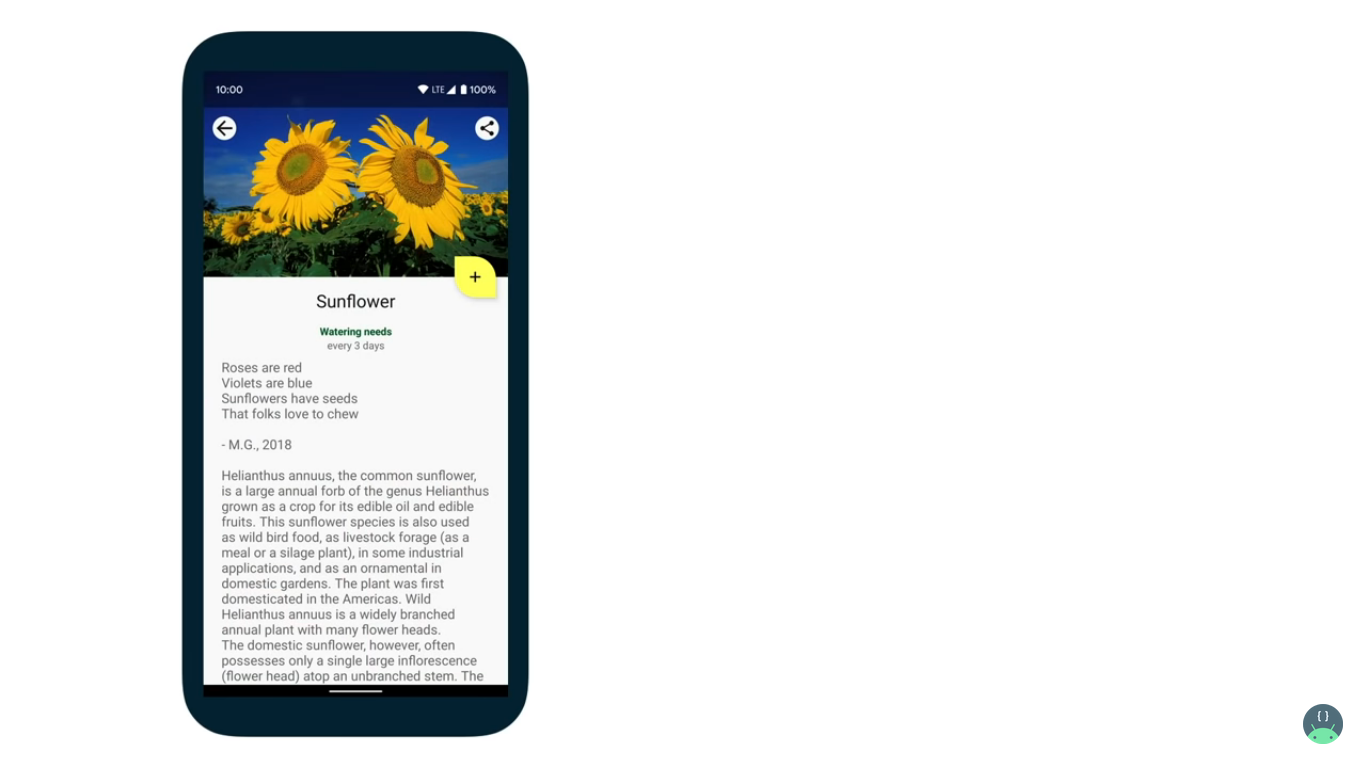 10:00 LTE 100%
+
Sunflower
Watering needs
every 3 days
Roses are red
Violets are blue
Sunflowers have seeds
That folks love to chew
- M.G., 2018
Helianthus annuus, the common sunflower,
is a large annual forb of the genus Helianthus
grown as a crop for its edible oil and edible
fruits. This sunflower species is also used
as wild bird food, as livestock forage (as a
meal or a silage plant), in some industrial
applications, and as an ornamental in
domestic gardens. The plant was first
domesticated in the Americas. Wild
Helianthus annuus is a widely branched
annual plant with many flower heads.
The domestic sunflower, however, often
possesses only a single large inflorescence
(flower head) atop an unbranched stem. The
{ }